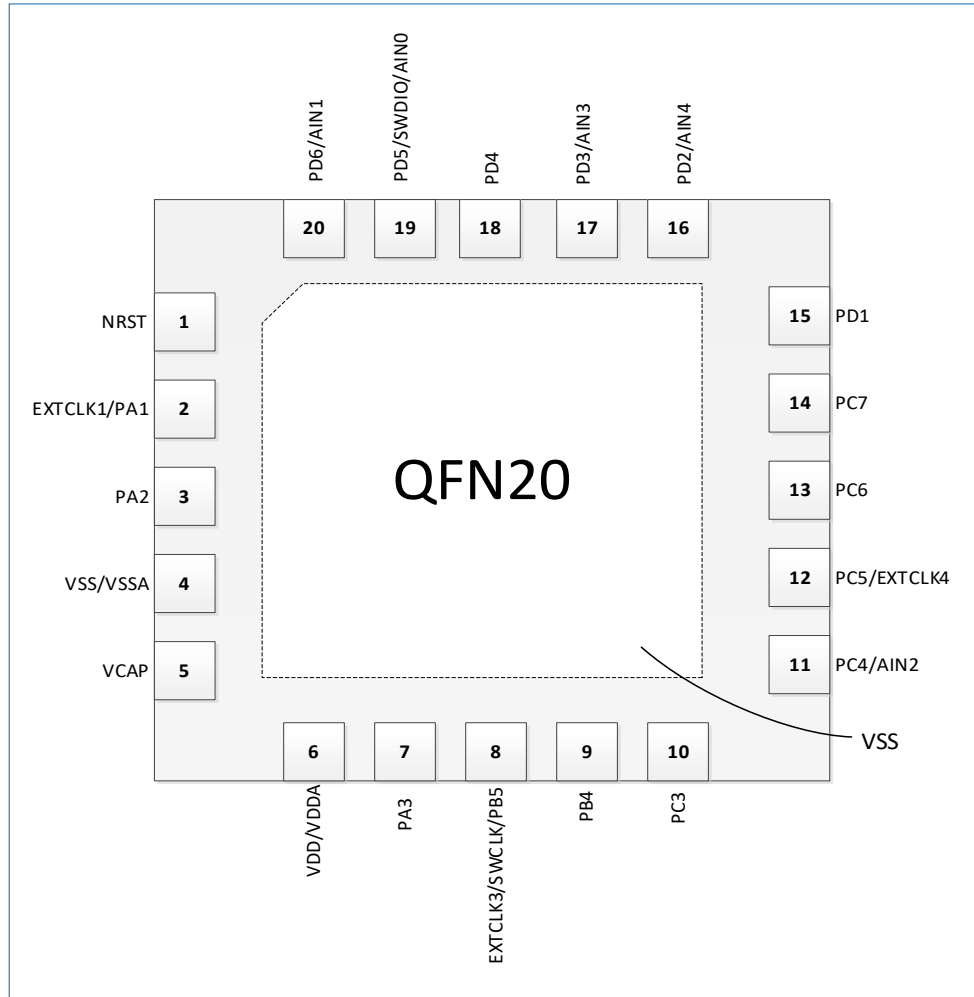 PD6/AIN1
PD5/SWDIO/AIN0
PD4
PD3/AIN3
PD2/AIN4
20
19
18
17
16
NRST
1
EXTCLK1/PA1
2
PA2
3
VSS/VSSA
4
VCAP
5
QFN20
15
PD1
14
PC7
13
PC6
12
PC5/EXTCLK4
11
PC4/AIN2
VSS
6
7
8
9
10
VDD/VDDA
PA3
EXTCLK3/SWCLK/PB5
PB4
PC3